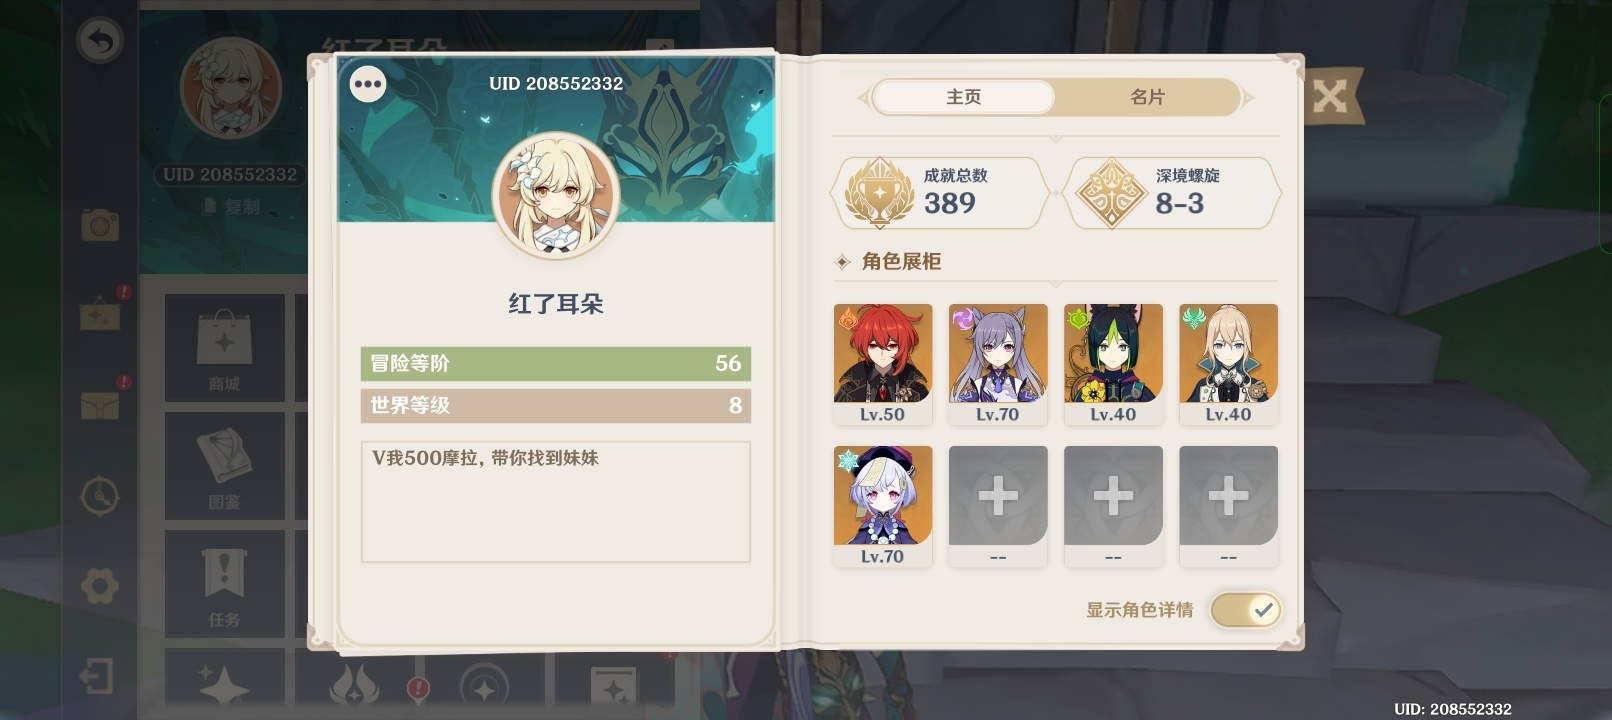 红了耳朵
UID 208552332
复制
商城
图鉴
任务
UID 208552332
红了耳朵
冒险等阶 56
世界等级 8
V我500摩拉, 带你找到妹妹
主页 名片
成就总数 深境螺旋
389 8-3
角色展柜
Lv.50 Lv.70 Lv.40 Lv.40
Lv.70 -- -- --
显示角色详情
UID: 208552332